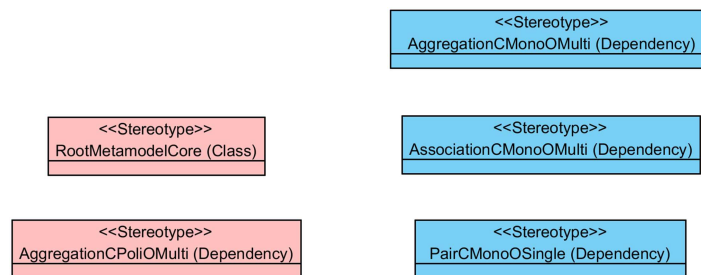 <<Stereotype>>
AggregationCMonoOMulti (Dependency)
<<Stereotype>>
RootMetamodelCore (Class)
<<Stereotype>>
AssociationCMonoOMulti (Dependency)
<<Stereotype>>
AggregationCPoliOMulti (Dependency)
<<Stereotype>>
PairCMonoOSingle (Dependency)